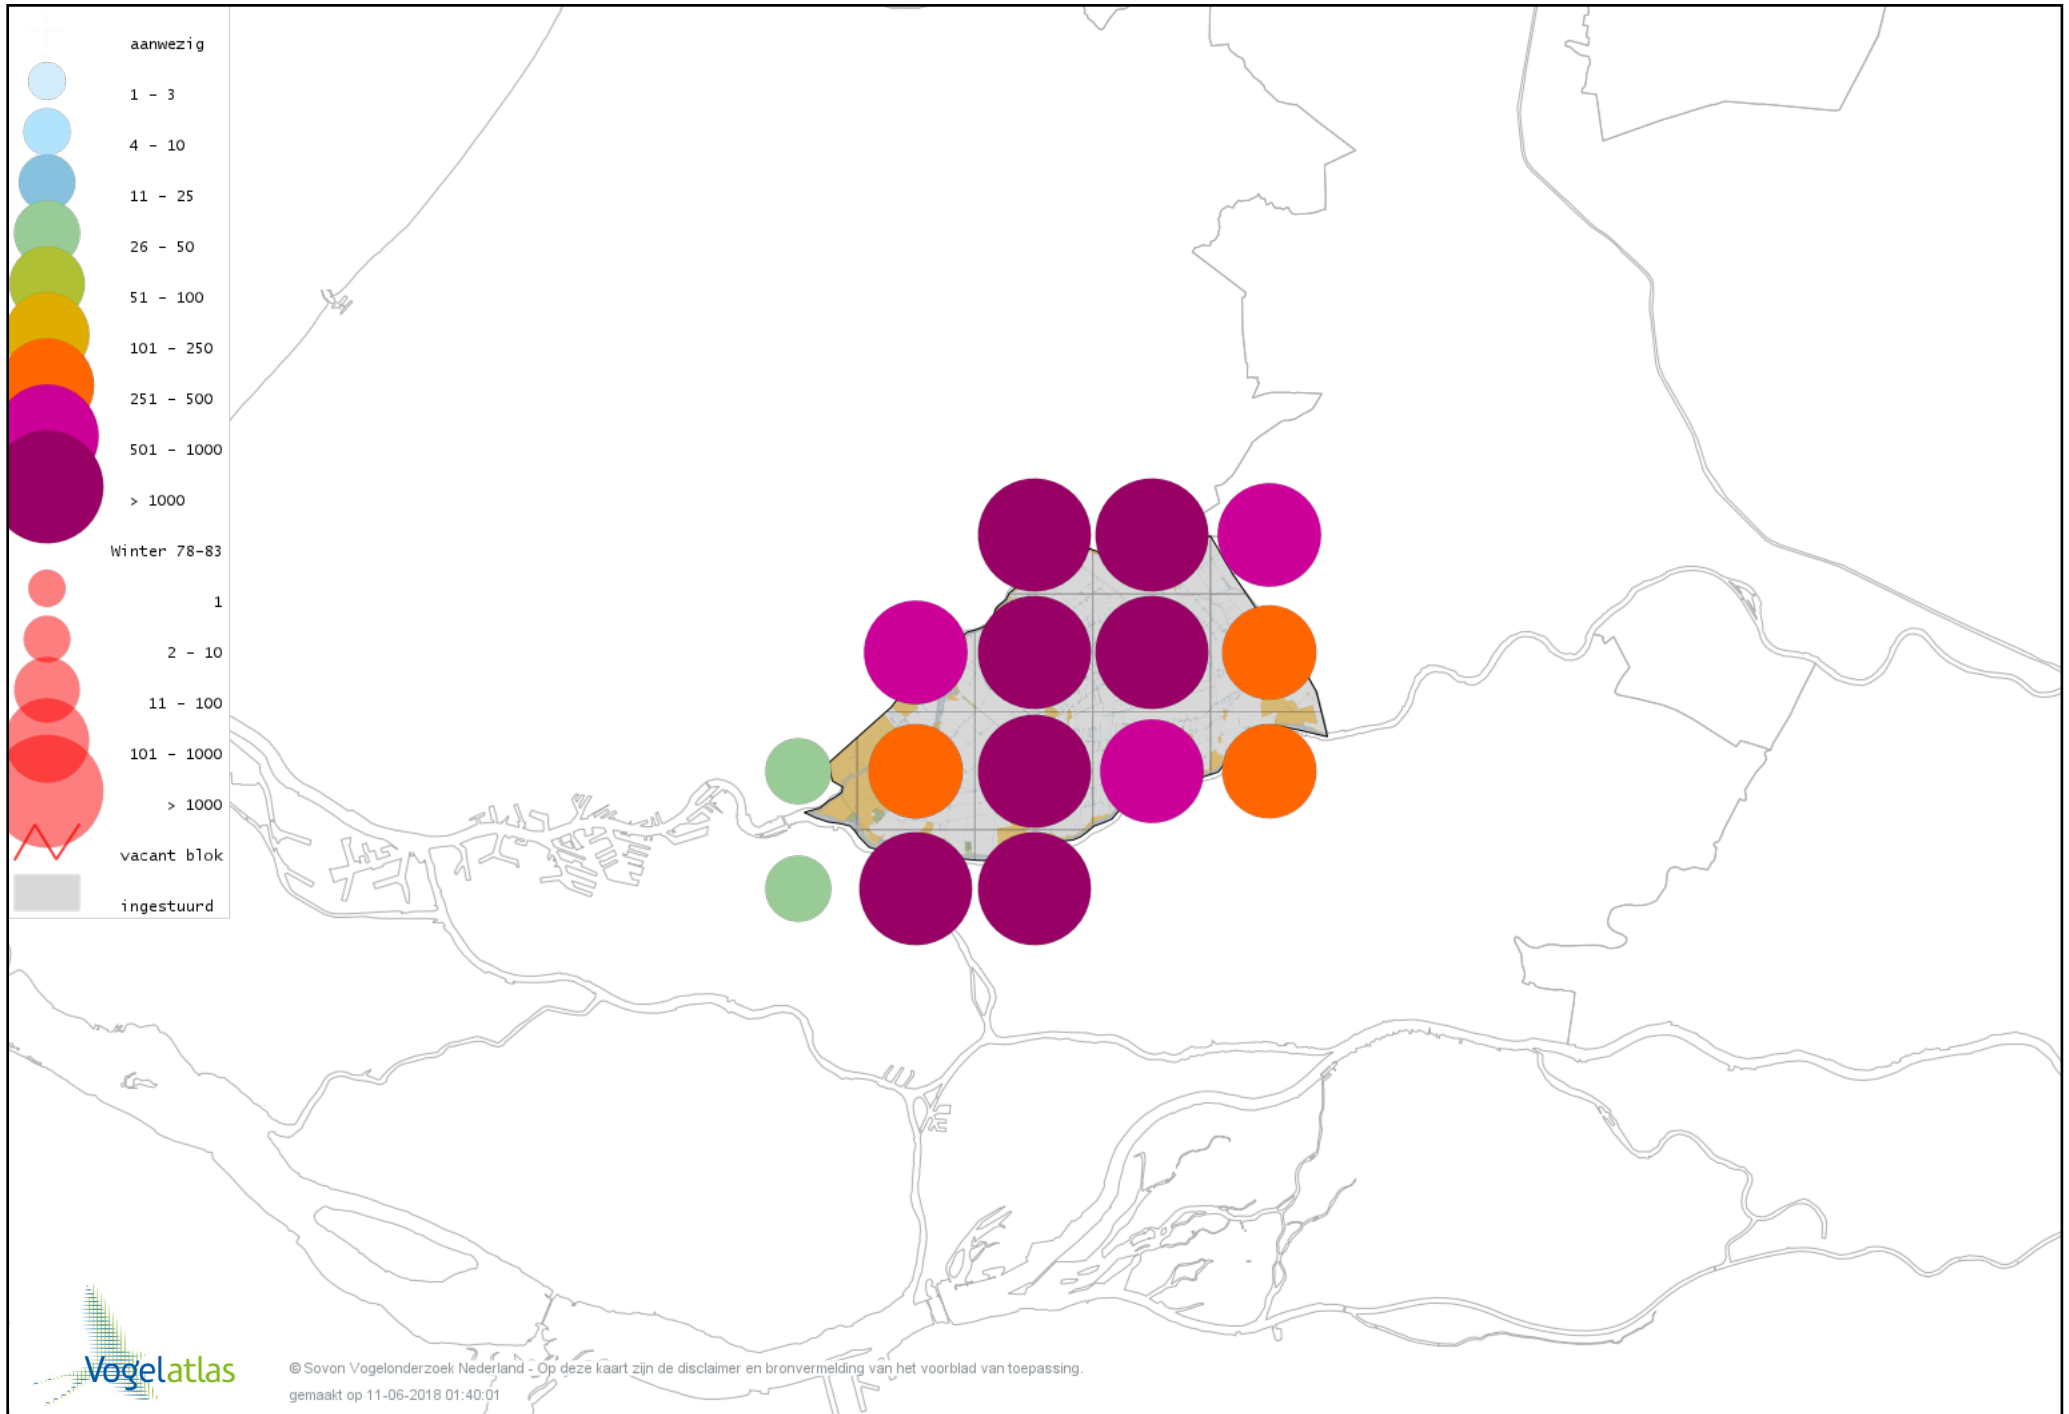 aanwezig
1 - 3
4 - 10
11 - 25
26 - 50
51 - 100
101 - 250
251 - 500
501 - 1000
> 1000
Winter 78-83
1
2 - 10
11 - 100
101 - 1000
> 1000
vacant blok
ingestuurd
Vogelatlas
© Sovon Vogelonderzoek Nederland - Op deze kaart zijn de disclaimer en bronvermelding van het voorblad van toepassing.
gemaakt op 11-06-2018 01:40:01